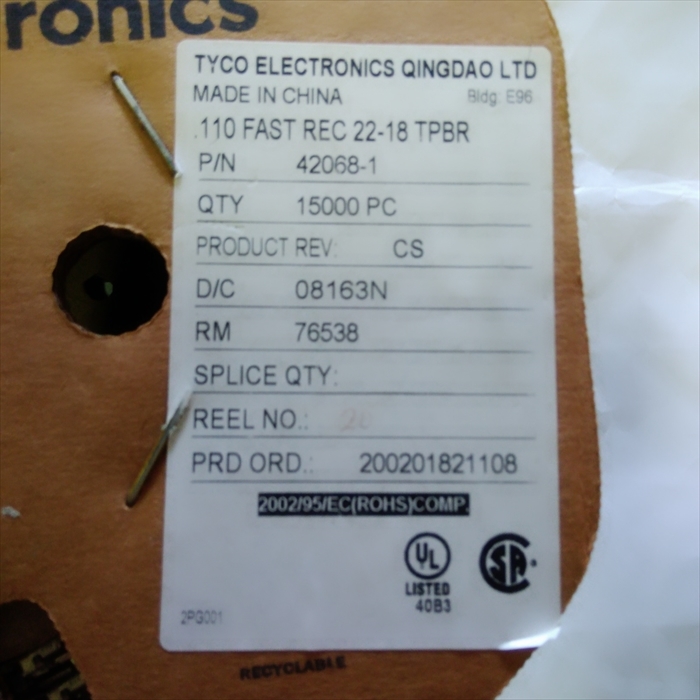 ronics
TYCO ELECTRONICS QINGDAO LTD
MADE IN CHINA Bldg: E96
.110 FAST REC 22-18 TPBR
P/N 42068-1
QTY 15000 PC
PRODUCT REV: CS
D/C 08163N
RM 76538
SPLICE QTY:
REEL NO.:
PRD ORD.: 200201821108
2002/95/EC(ROHS)COMP.
UL SA
LISTED
40B3
2PG001
RECYCLABLE